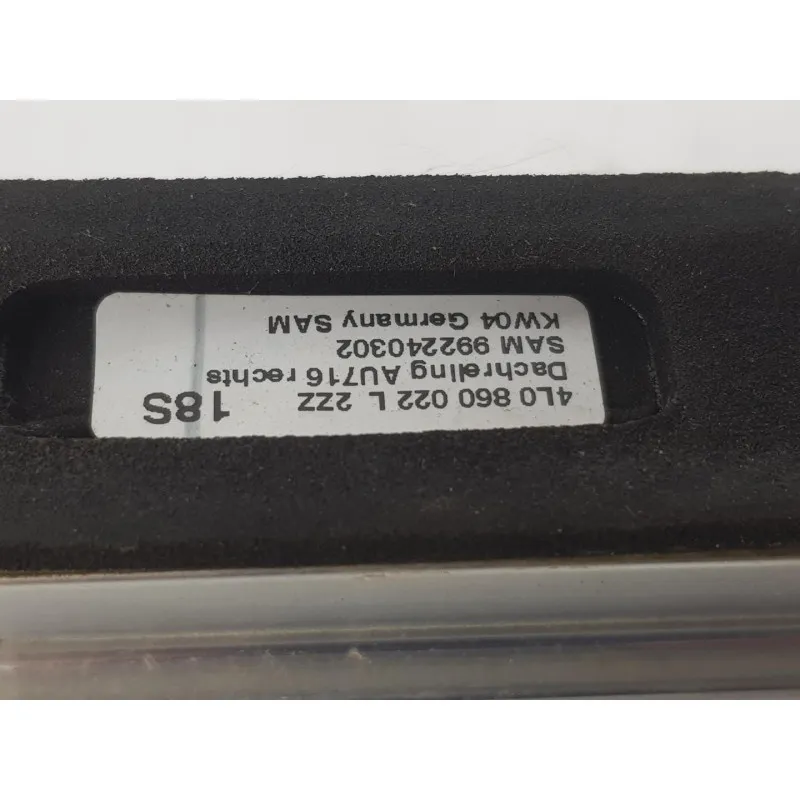 4L0 860 022 L 2ZZ
Dachreling AU716 rechts
SAM 992240302
KW04 Germany SAM
18S